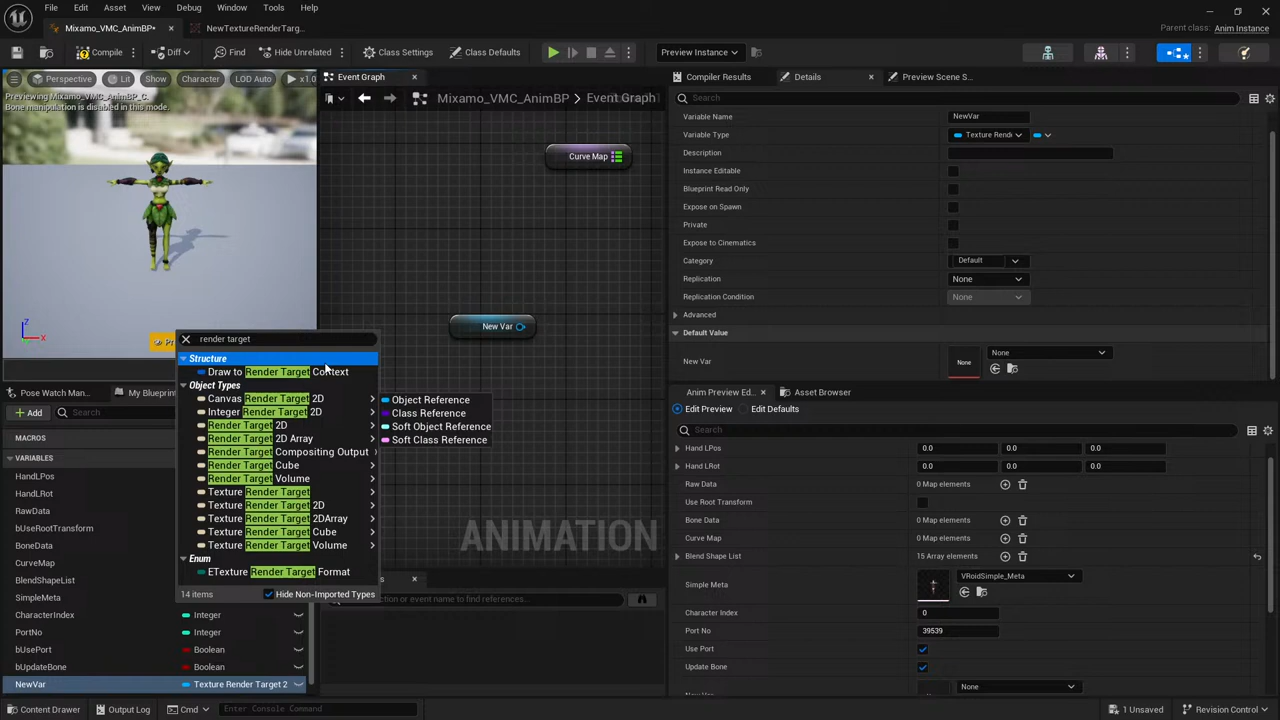 File Edit Asset View Debug Window Tools Help
Mixamo_VMC_AnimBP* NewTextureRenderTarg...
Parent class: Anim Instance
Compile Diff Find Hide Unrelated Class Settings Class Defaults Preview Instance
Perspective Lit Show Character LOD Auto x1.0
Previewing Mixamo_VMC_AnimBP_C.
Bone manipulation is disabled in this mode.
Event Graph
Mixamo_VMC_AnimBP > Event Graph
Curve Map
New Var
ANIMATION
render target
Structure
Draw to Render Target Context
Object Types
Canvas Render Target 2D
Integer Render Target 2D
Render Target 2D
Render Target 2D Array
Render Target Compositing Output
Render Target Cube
Render Target Volume
Texture Render Target
Texture Render Target 2D
Texture Render Target 2DArray
Texture Render Target Cube
Texture Render Target Volume
Enum
ETexture Render Target Format
14 items Hide Non-Imported Types
Object Reference
Class Reference
Soft Object Reference
Soft Class Reference
Pose Watch Man... My Blueprint
Add Search
MACROS
VARIABLES
HandLPos
HandLRot
RawData
bUseRootTransform
BoneData
CurveMap
BlendShapeList
SimpleMeta
CharacterIndex Integer
PortNo Integer
bUsePort Boolean
bUpdateBone Boolean
NewVar Texture Render Target 2
ction or event name to find references...
Compiler Results Details Preview Scene S...
Search
Variable Name NewVar
Variable Type Texture Rend
Description
Instance Editable
Blueprint Read Only
Expose on Spawn
Private
Expose to Cinematics
Category Default
Replication None
Replication Condition None
Advanced
Default Value
New Var None None
Anim Preview Ed... Asset Browser
Edit Preview Edit Defaults
Search
Hand LPos 0.0 0.0 0.0
Hand LRot 0.0 0.0 0.0
Raw Data 0 Map elements
Use Root Transform
Bone Data 0 Map elements
Curve Map 0 Map elements
Blend Shape List 15 Array elements
Simple Meta VRoidSimple_Meta
Character Index 0
Port No 39539
Use Port
Update Bone
New Var None
Content Drawer Output Log Cmd Enter Console Command 1 Unsaved Revision Control